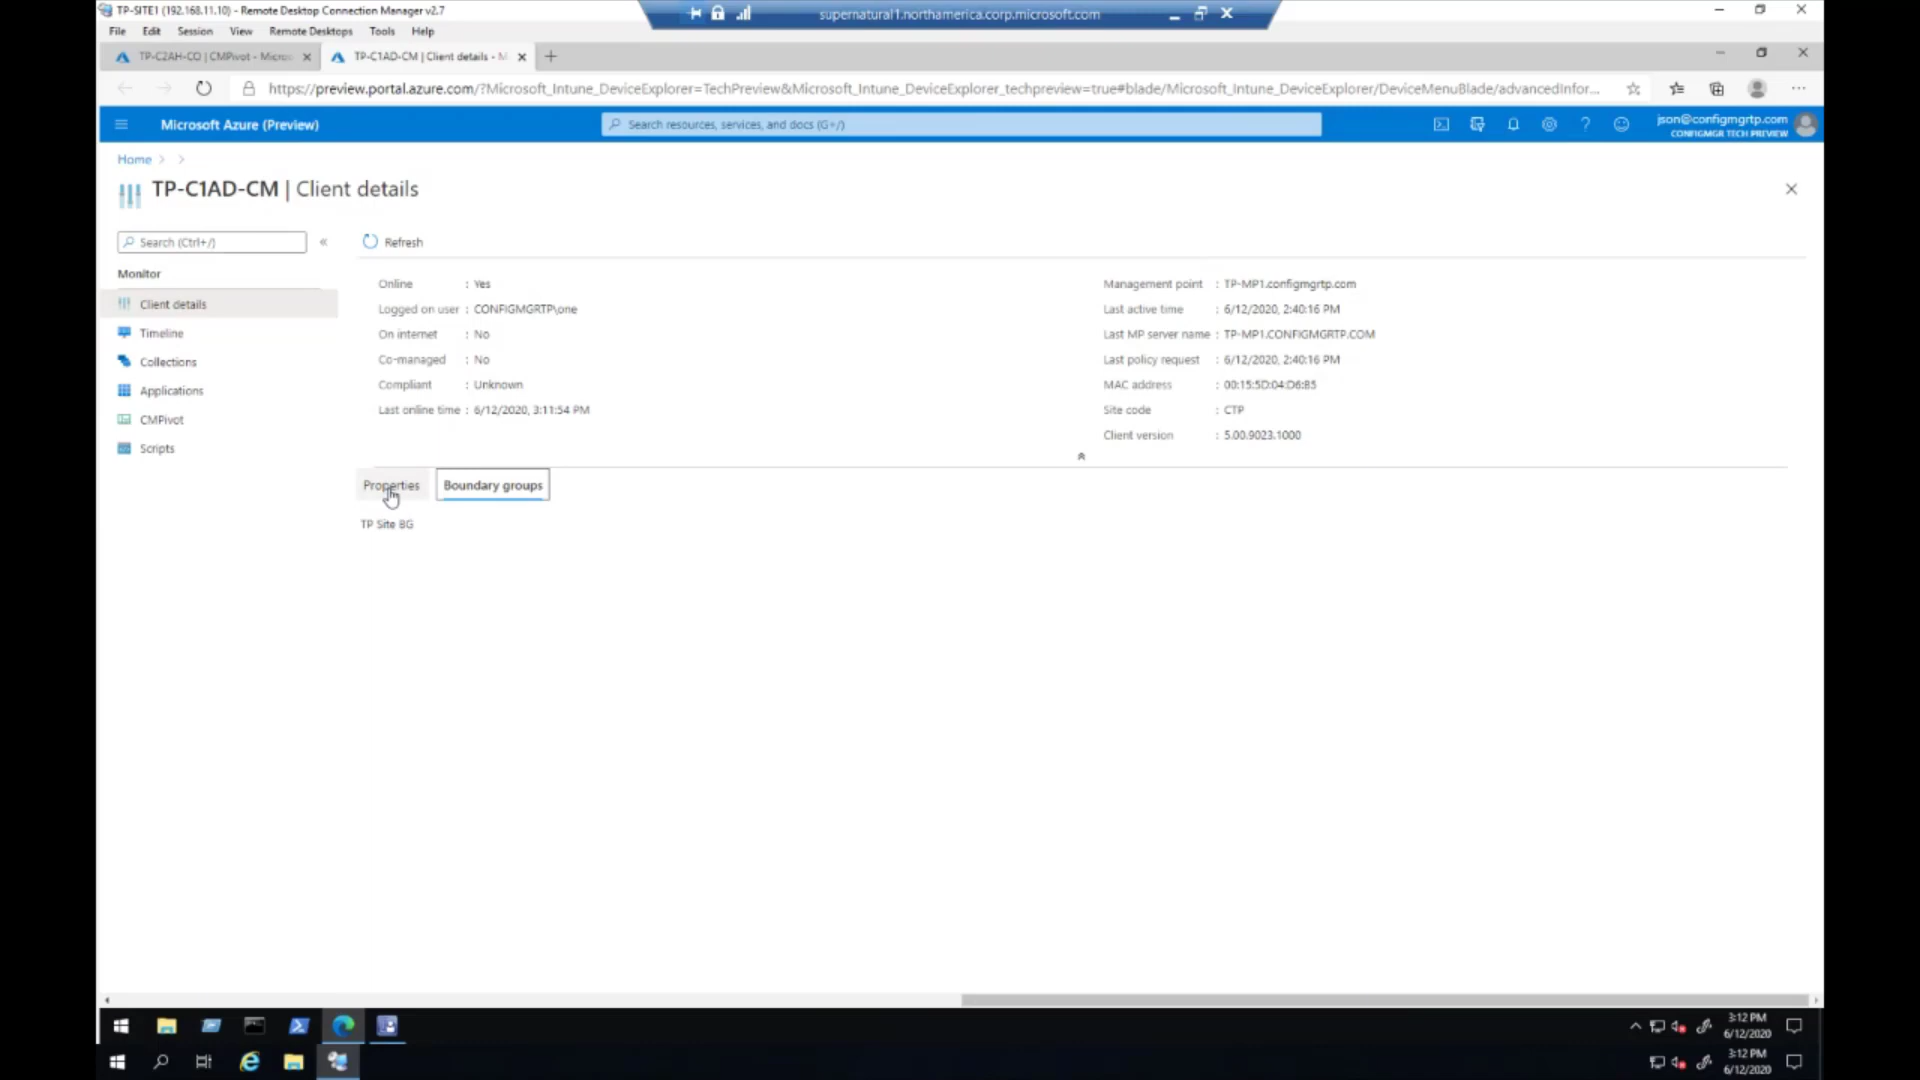 TP-SITE1 (192.168.11.10) - Remote Desktop Connection Manager v2.7
supernatural1.northamerica.corp.microsoft.com
File Edit Session View Remote Desktops Tools Help
TP-C2AH-CO | CMPivot - Micros
TP-C1AD-CM | Client details - M
https://preview.portal.azure.com/?Microsoft_Intune_DeviceExplorer=TechPreview&Microsoft_Intune_DeviceExplorer_techpreview=true#blade/Microsoft_Intune_DeviceExplorer/DeviceMenuBlade/advancedInfor...
Microsoft Azure (Preview)
Search resources, services, and docs (G+/)
json@configmgrtp.com
CONFIGMGR TECH PREVIEW
Home > >
TP-C1AD-CM | Client details
Search (Ctrl+/)
«
Refresh
Monitor
Client details
Timeline
Collections
Applications
CMPivot
Scripts
Online : Yes
Logged on user : CONFIGMGRTP\one
On internet : No
Co-managed : No
Compliant : Unknown
Last online time : 6/12/2020, 3:11:54 PM
Management point : TP-MP1.configmgrtp.com
Last active time : 6/12/2020, 2:40:16 PM
Last MP server name : TP-MP1.CONFIGMGRTP.COM
Last policy request : 6/12/2020, 2:40:16 PM
MAC address : 00:15:5D:04:D6:B5
Site code : CTP
Client version : 5.00.9023.1000
Properties
Boundary groups
TP Site BG
3:12 PM
6/12/2020
3:12 PM
6/12/2020